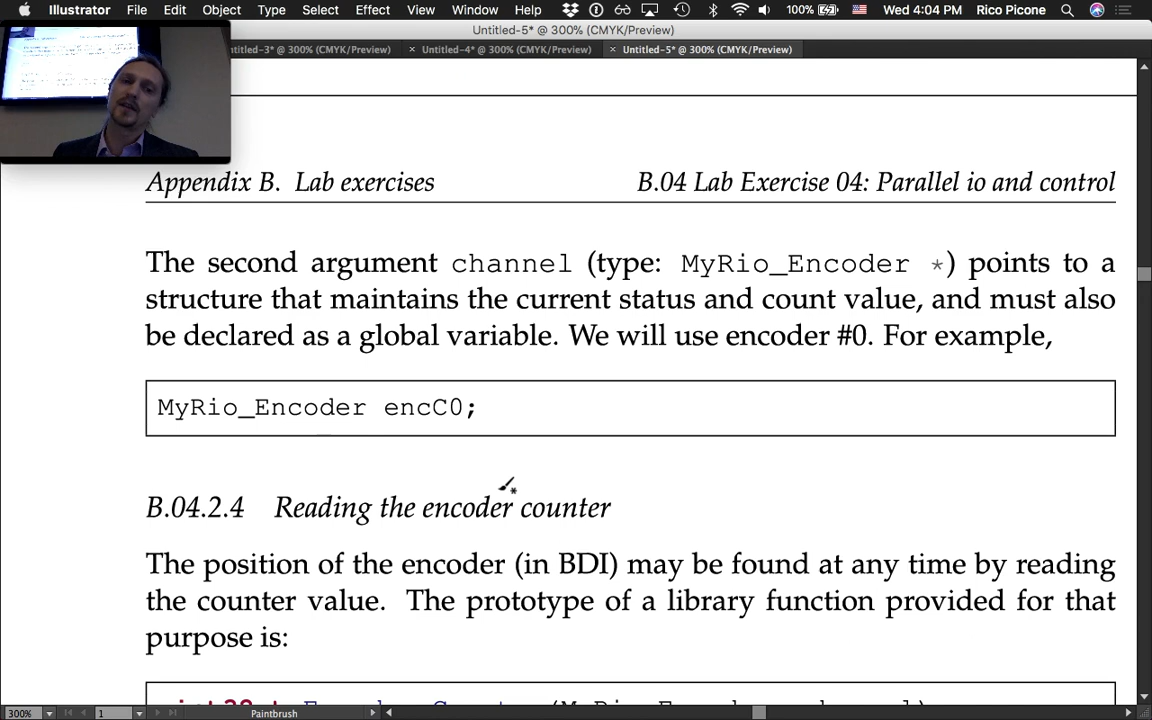 Illustrator File Edit Object Type Select Effect View Window Help 100% Wed 4:04 PM Rico Picone
Untitled-5* @ 300% (CMYK/Preview)
ntitled-3* @ 300% (CMYK/Preview) × Untitled-4* @ 300% (CMYK/Preview) × Untitled-5* @ 300% (CMYK/Preview)
Appendix B. Lab exercises B.04 Lab Exercise 04: Parallel io and control
The second argument channel (type: MyRio_Encoder *) points to a
structure that maintains the current status and count value, and must also
be declared as a global variable. We will use encoder #0. For example,
MyRio_Encoder encC0;
B.04.2.4 Reading the encoder counter
The position of the encoder (in BDI) may be found at any time by reading
the counter value. The prototype of a library function provided for that
purpose is:
300% 1 Paintbrush